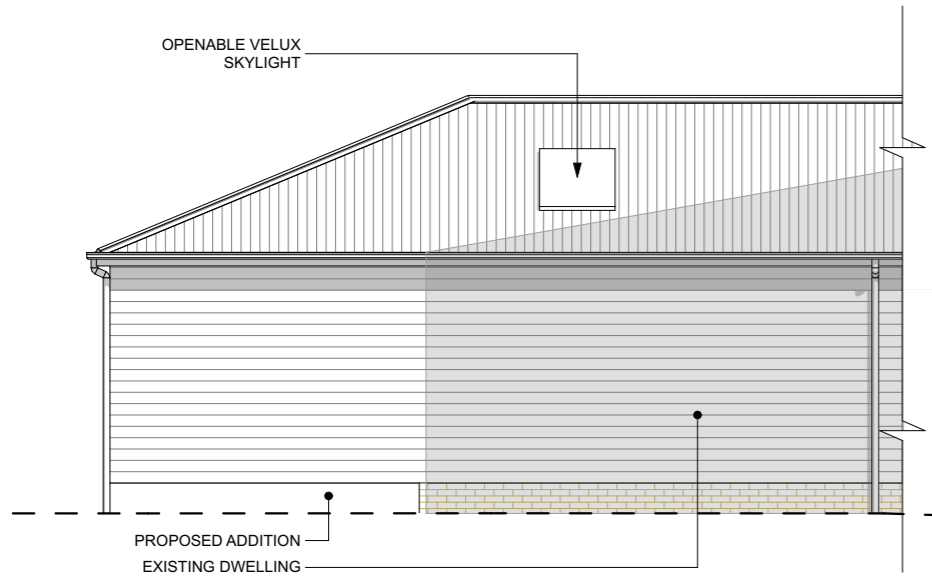 OPENABLE VELUX
SKYLIGHT
PROPOSED ADDITION
EXISTING DWELLING